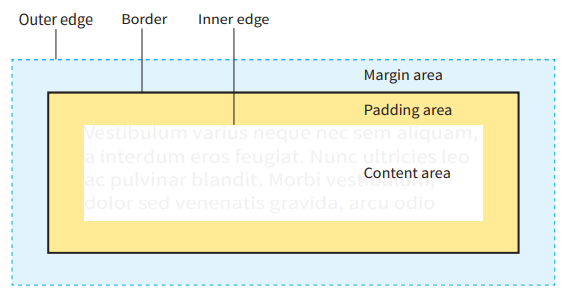 Outer edge Border Inner edge
Margin area
Padding area
Vestibulum varius neque nec sem aliquam,
a interdum eros feugiat. Nunc ultricies leo
Content area
ac pulvinar blandit. Morbi vestibulum,
dolor sed venenatis gravida, arcu odio